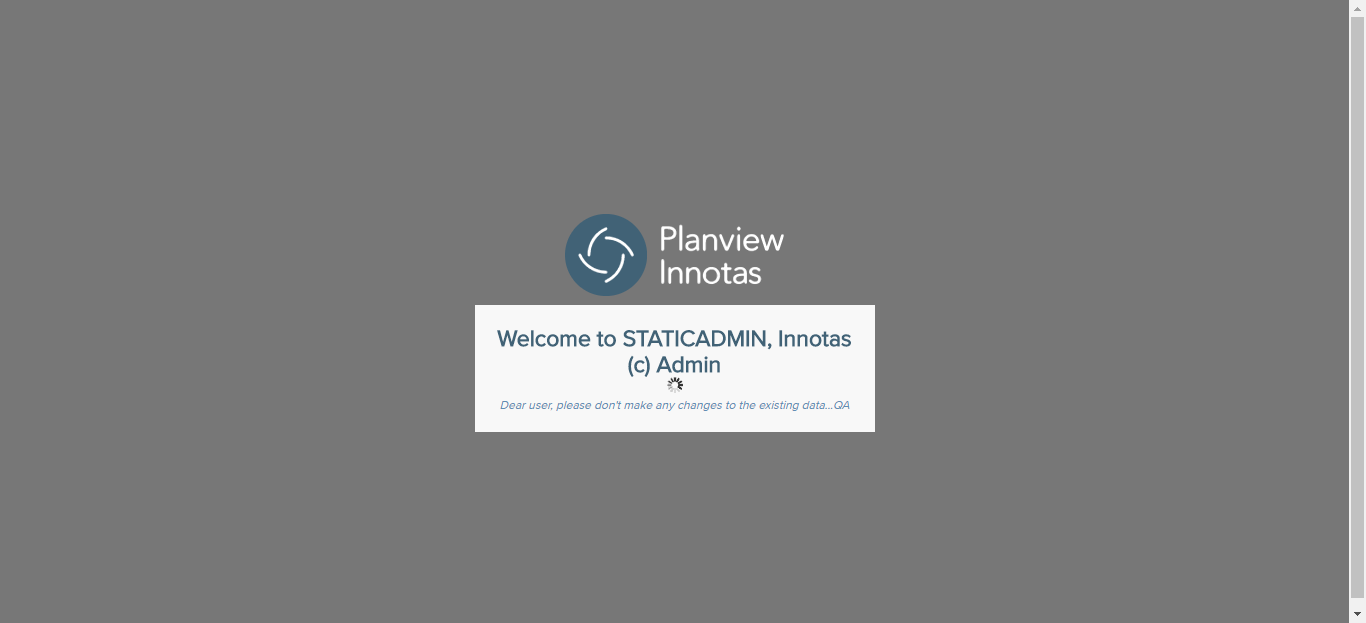 Planview
Innotas
Welcome to STATICADMIN, Innotas
(c) Admin
Dear user, please don't make any changes to the existing data...QA